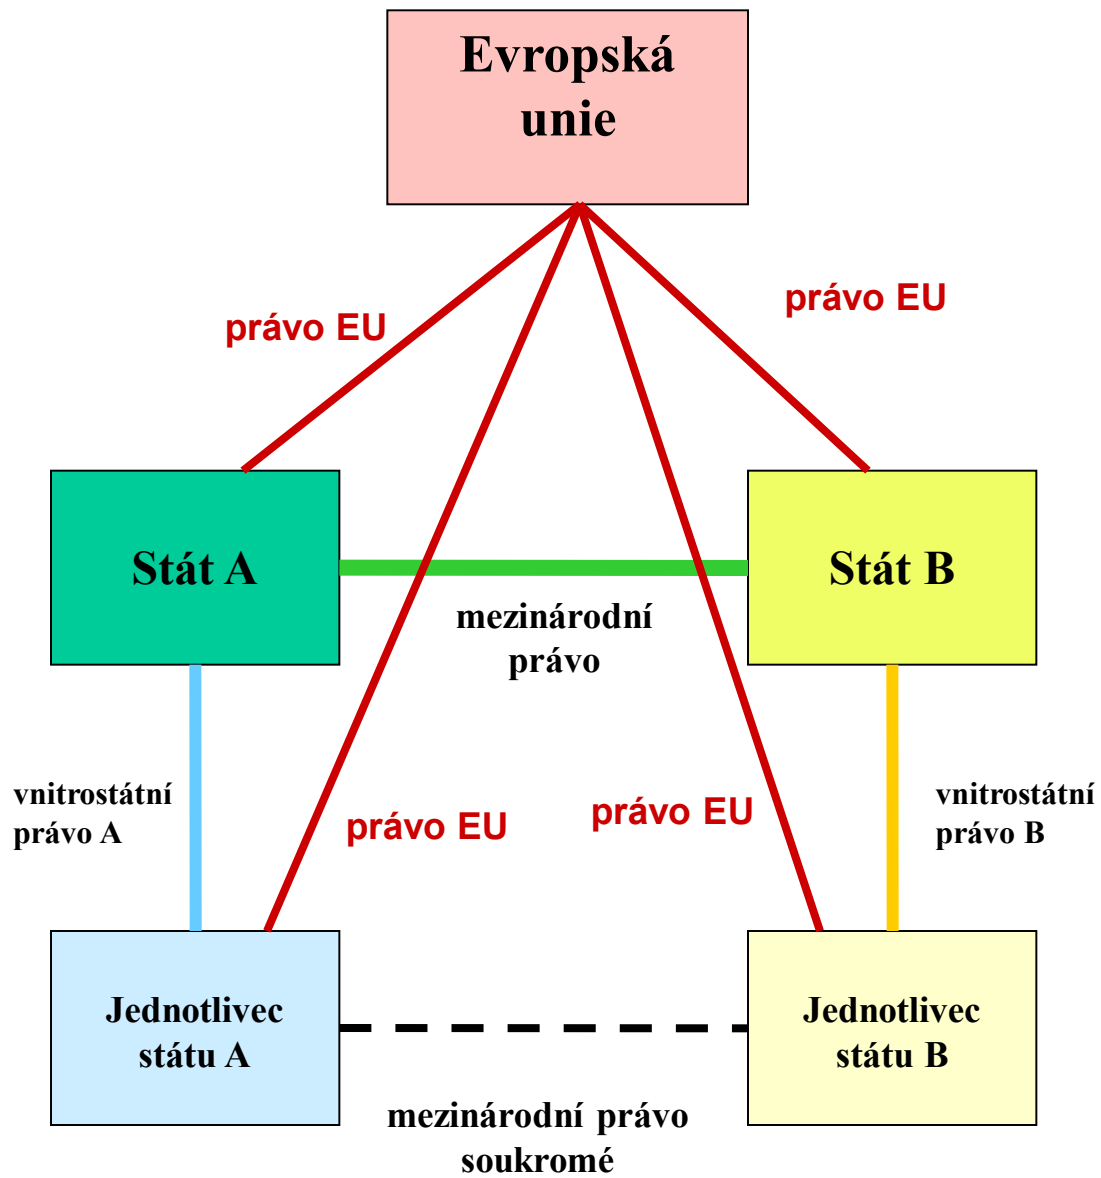 Evropská
unie
právo EU
právo EU
Stát A
Stát B
mezinárodní
právo
vnitrostátní
právo A
právo EU
právo EU
vnitrostátní
právo B
Jednotlivec
státu A
Jednotlivec
státu B
mezinárodní právo
soukromé